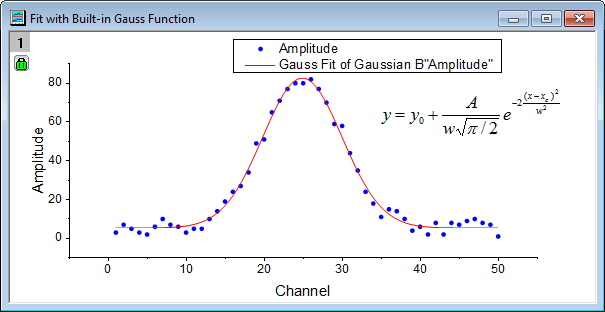 Fit with Built-in Gauss Function
1
Amplitude
Gauss Fit of Gaussian B"Amplitude"
y = y₀ + A / (w√(π/2)) e^(-2(x-x_c)²/w²)
80
60
40
20
0
Amplitude
0 10 20 30 40 50
Channel